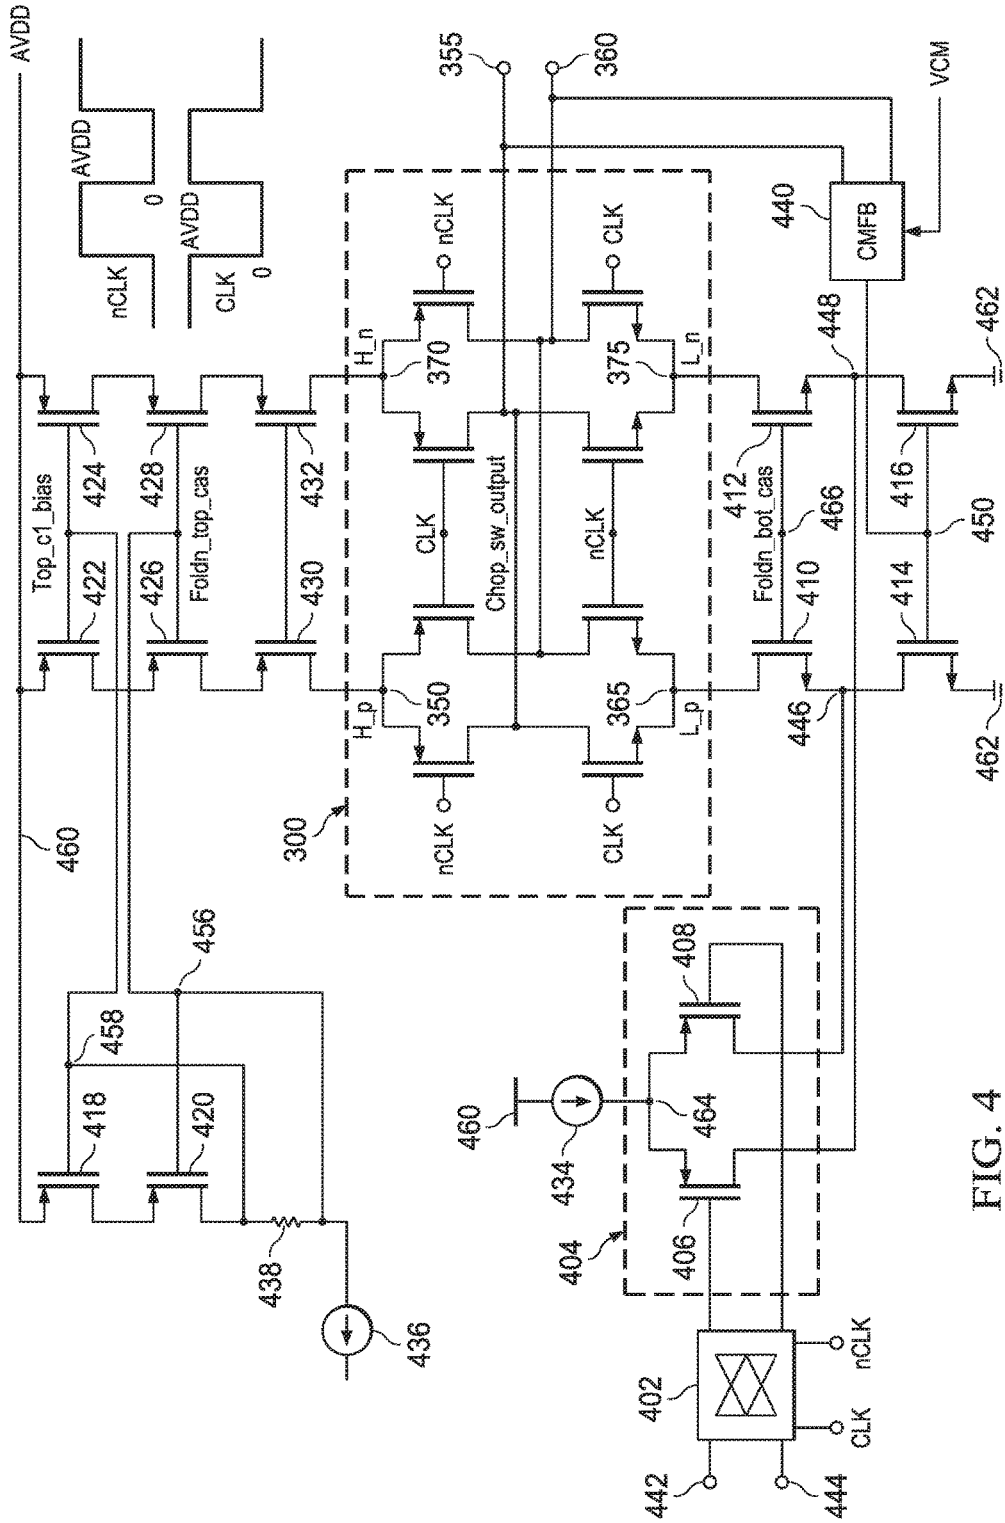 AVDD
460
nCLK
AVDD
0
CLK
AVDD
0
418
458
420
456
438
436
Top_c1_bias
422
424
426
428
Foldn_top_cas
430
432
300
H_p
350
H_n
370
nCLK
CLK
nCLK
Chop_sw_output
355
360
CLK
nCLK
CLK
365
L_p
375
L_n
460
434
464
404
406
408
402
442
444
CLK
nCLK
Foldn_bot_cas
410
412
466
446
448
414
416
450
462
462
440
CMFB
VCM
FIG. 4